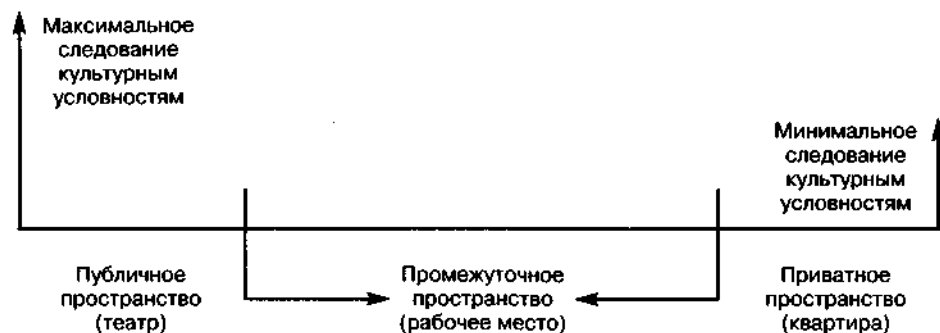 Максимальное
следование
культурным
условностям
Минимальное
следование
культурным
условностям
Публичное
пространство
(театр)
Промежуточное
пространство
(рабочее место)
Приватное
пространство
(квартира)